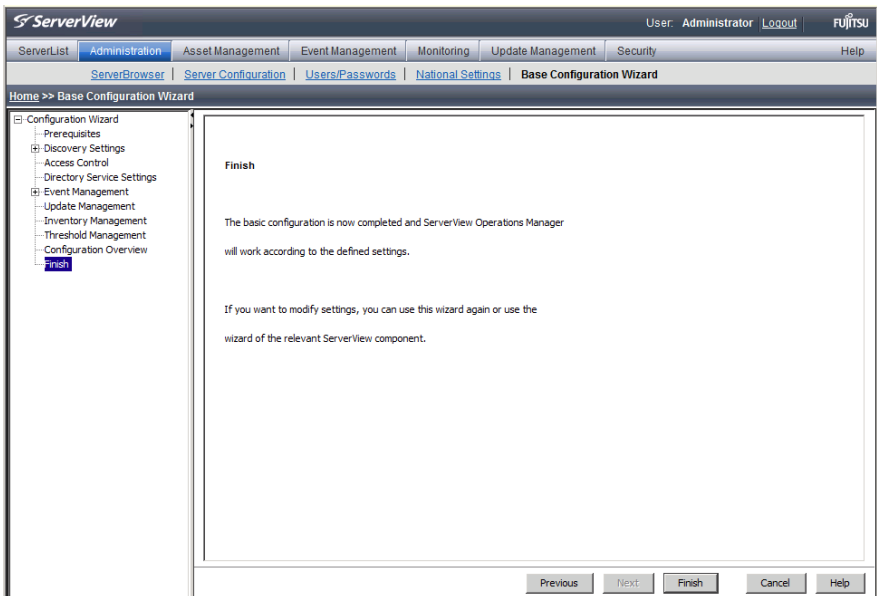 ServerView User: Administrator Logout FUJITSU
ServerList Administration Asset Management Event Management Monitoring Update Management Security Help
ServerBrowser | Server Configuration | Users/Passwords | National Settings | Base Configuration Wizard
Home >> Base Configuration Wizard
Configuration Wizard
Prerequisites
Discovery Settings
Access Control
Directory Service Settings
Event Management
Update Management
Inventory Management
Threshold Management
Configuration Overview
Finish
Finish
The basic configuration is now completed and ServerView Operations Manager
will work according to the defined settings.
If you want to modify settings, you can use this wizard again or use the
wizard of the relevant ServerView component.
Previous Next Finish Cancel Help